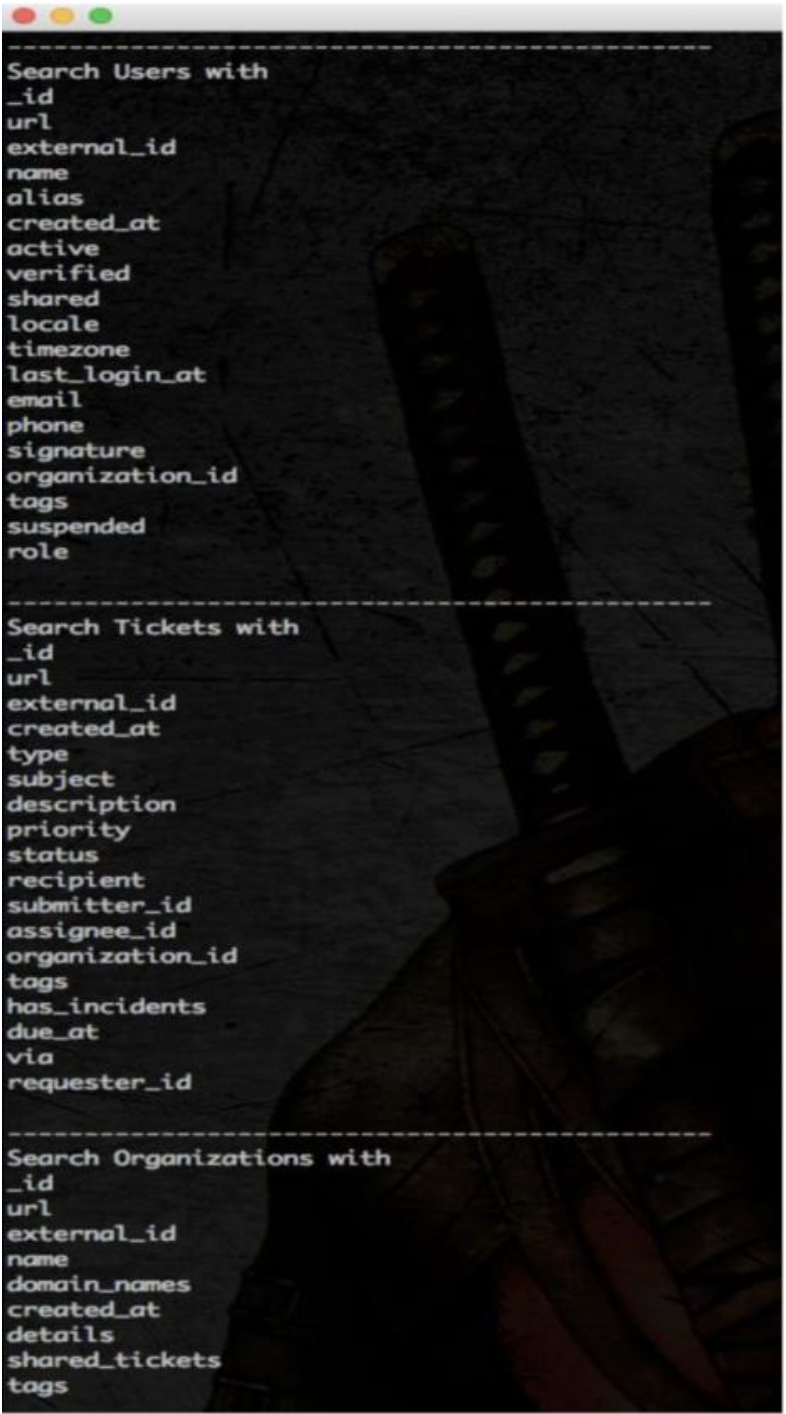 ----------------------------------------------
Search Users with
_id
url
external_id
name
alias
created_at
active
verified
shared
locale
timezone
last_login_at
email
phone
signature
organization_id
tags
suspended
role
----------------------------------------------
Search Tickets with
_id
url
external_id
created_at
type
subject
description
priority
status
recipient
submitter_id
assignee_id
organization_id
tags
has_incidents
due_at
via
requester_id
----------------------------------------------
Search Organizations with
_id
url
external_id
name
domain_names
created_at
details
shared_tickets
tags